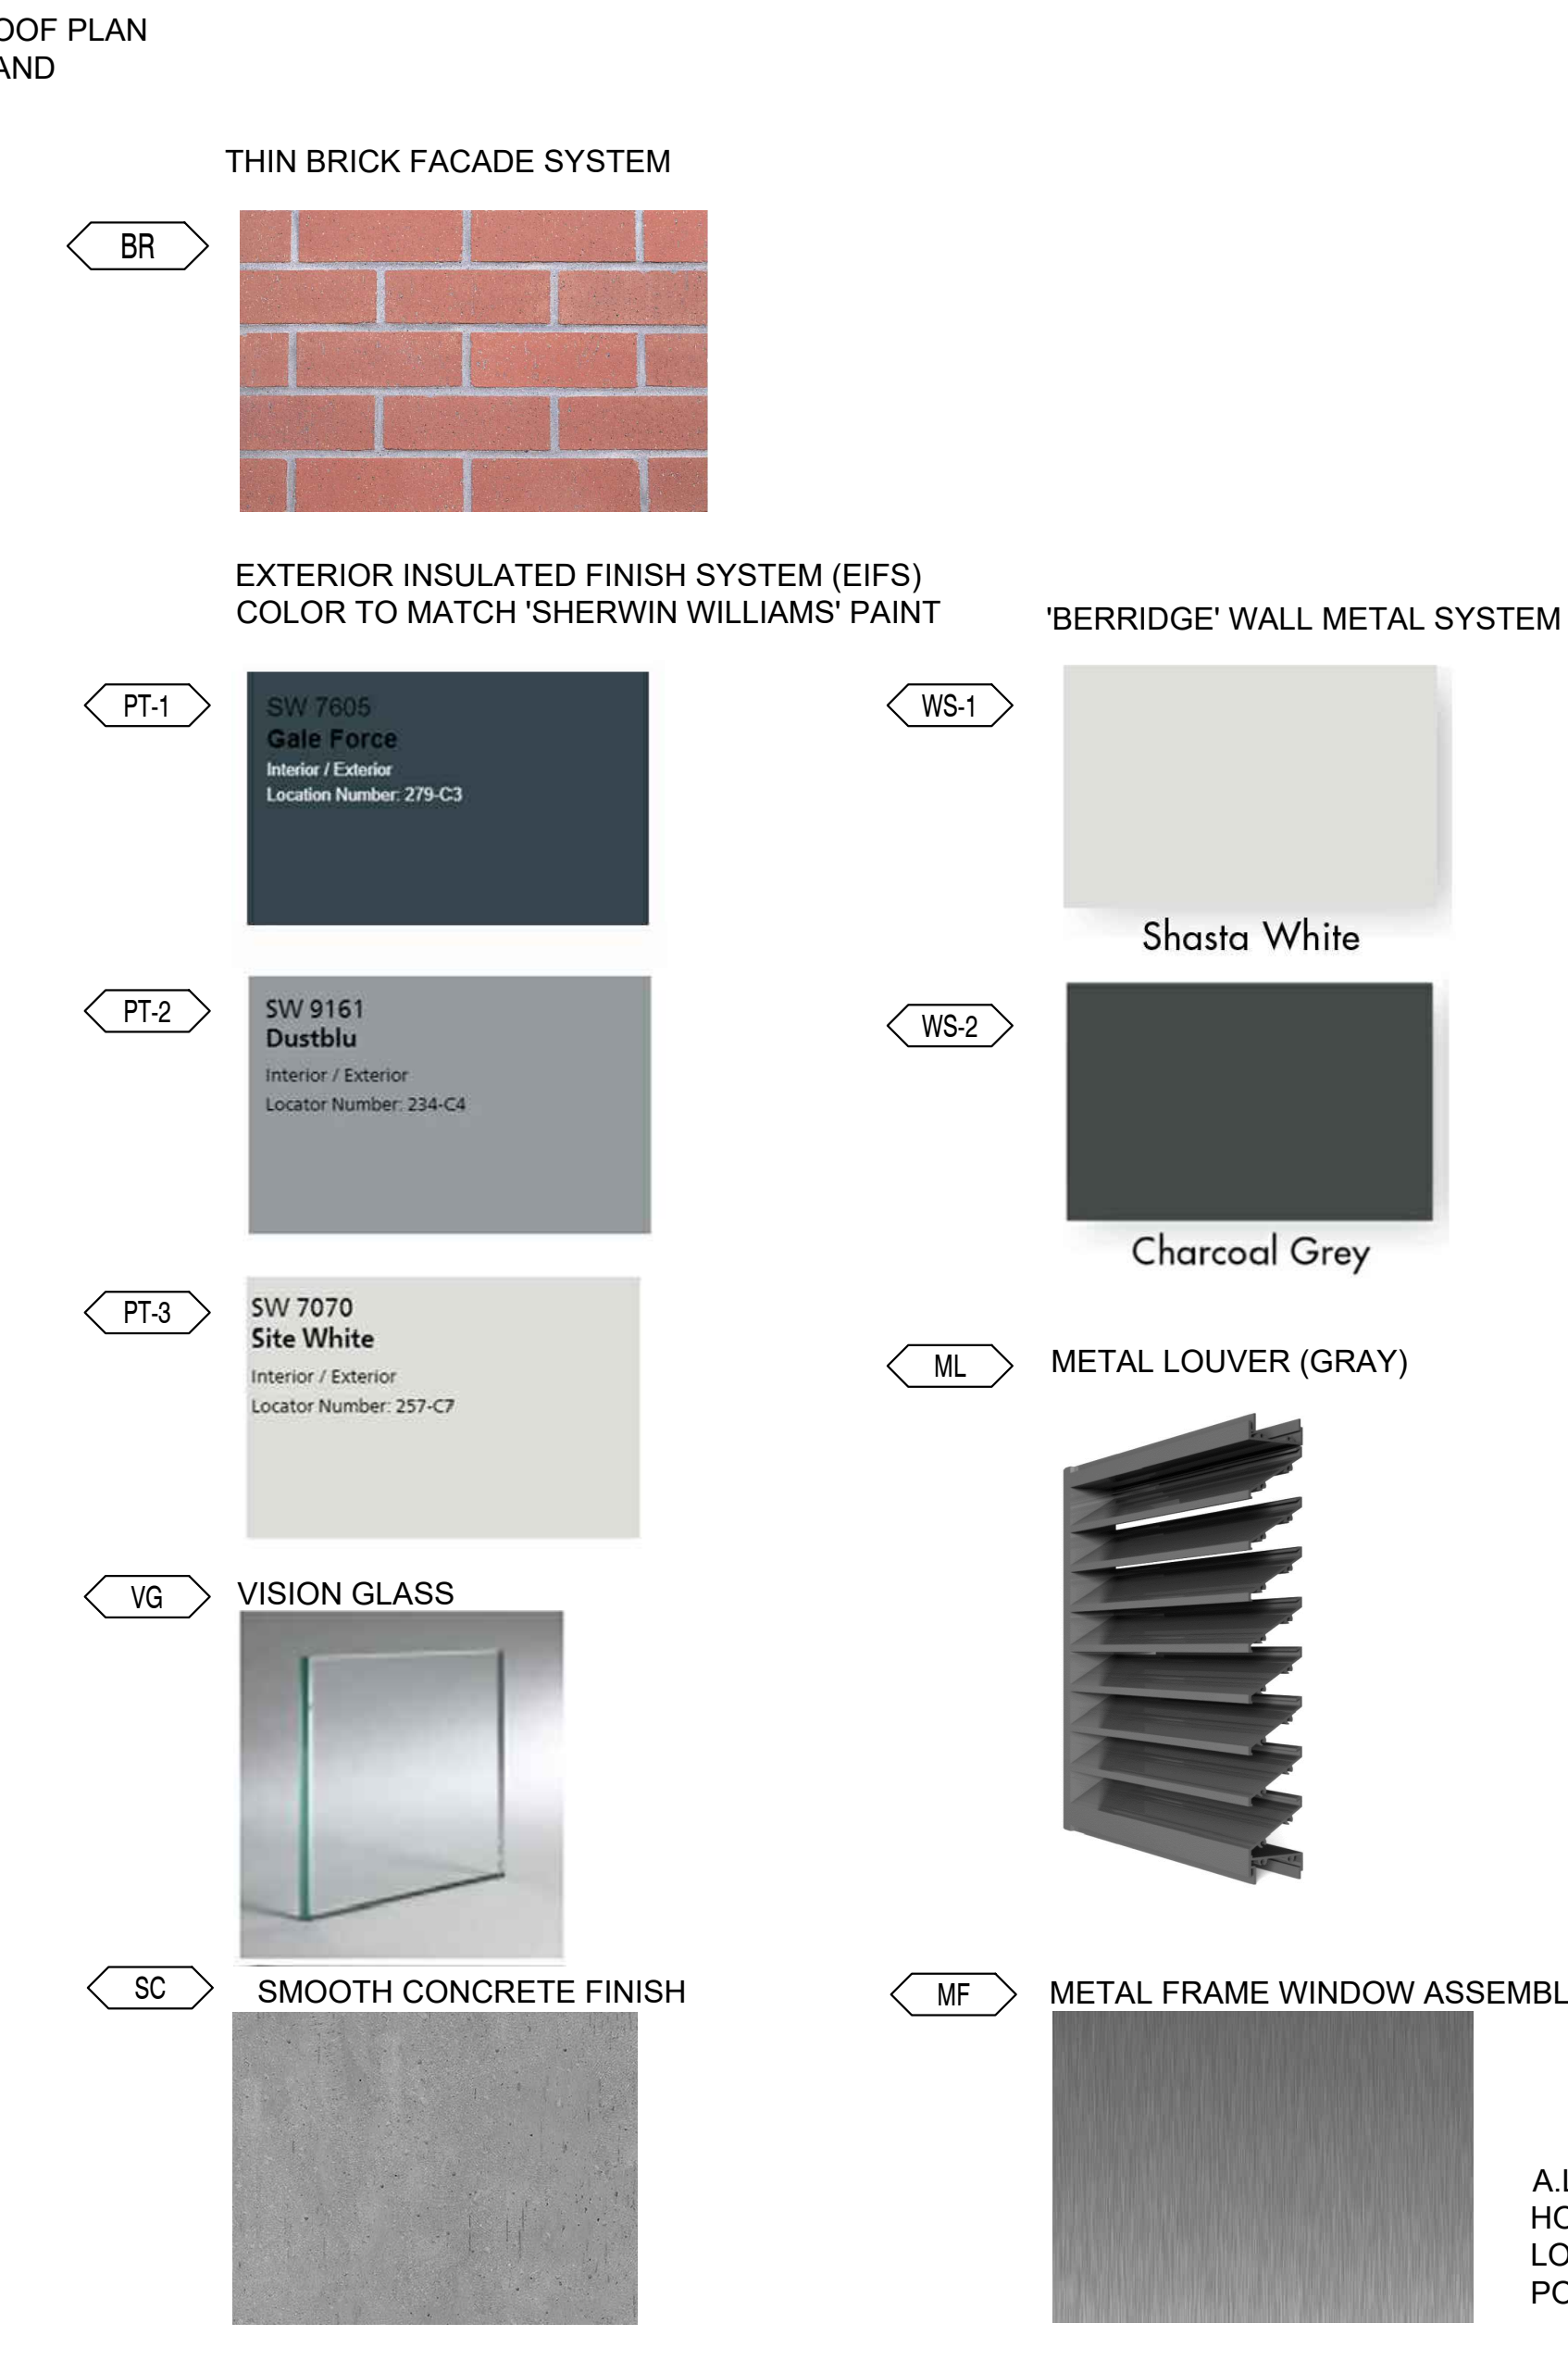 OOF PLAN
AND
THIN BRICK FACADE SYSTEM
BR
EXTERIOR INSULATED FINISH SYSTEM (EIFS)
COLOR TO MATCH 'SHERWIN WILLIAMS' PAINT
'BERRIDGE' WALL METAL SYSTEM
PT-1
SW 7605
Gale Force
Interior / Exterior
Location Number: 279-C3
WS-1
Shasta White
PT-2
SW 9161
Dustblu
Interior / Exterior
Locator Number: 234-C4
WS-2
Charcoal Grey
PT-3
SW 7070
Site White
Interior / Exterior
Locator Number: 257-C7
ML
METAL LOUVER (GRAY)
VG
VISION GLASS
SC
SMOOTH CONCRETE FINISH
MF
METAL FRAME WINDOW ASSEMBL
HO
LO
PO